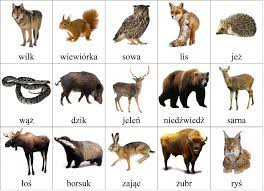 wilk wiewiórka sowa lis jeż
wąż dzik jeleń niedźwiedź sarna
łoś borsuk zając żubr ryś